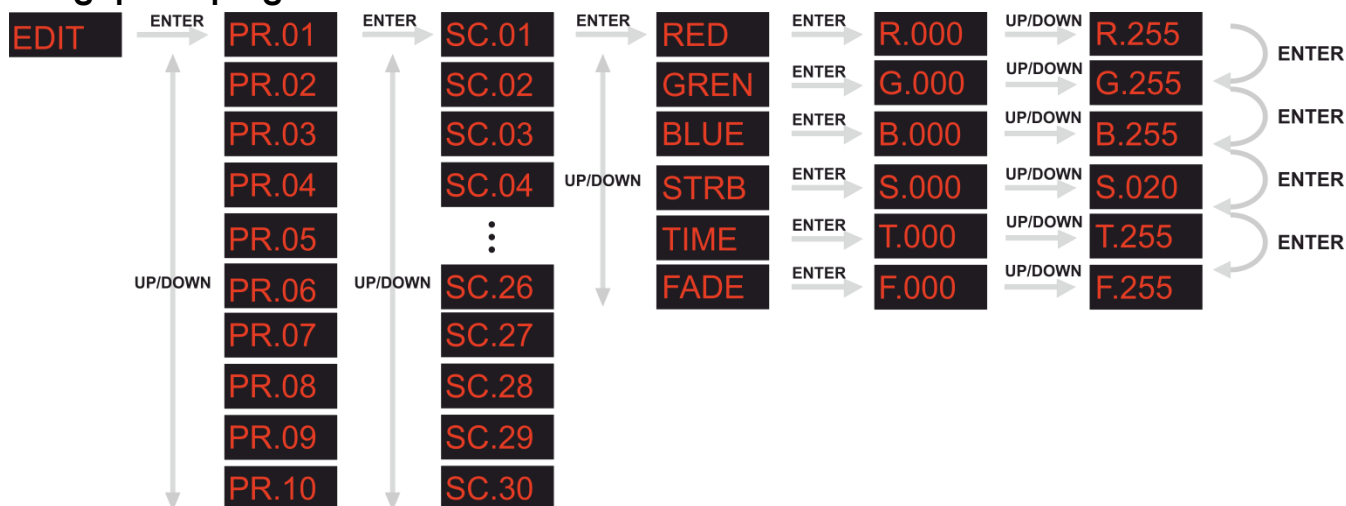 EDIT ENTER PR.01 ENTER SC.01 ENTER RED ENTER R.000 UP/DOWN R.255
ENTER
PR.02 SC.02 GREN ENTER G.000 UP/DOWN G.255
ENTER
PR.03 SC.03 BLUE ENTER B.000 UP/DOWN B.255
PR.04 SC.04 UP/DOWN STRB ENTER S.000 UP/DOWN S.020 ENTER
PR.05 TIME ENTER T.000 UP/DOWN T.255 ENTER
UP/DOWN PR.06 UP/DOWN SC.26 FADE ENTER F.000 UP/DOWN F.255
PR.07 SC.27
PR.08 SC.28
PR.09 SC.29
PR.10 SC.30